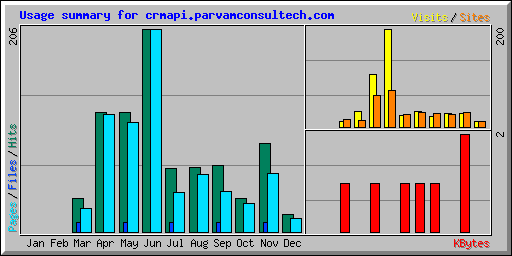 Usage summary for crmapi.parvamconsultech.com
Visits / Sites
206
200
2
Pages / Files / Hits
Jan Feb Mar Apr May Jun Jul Aug Sep Oct Nov Dec
KBytes